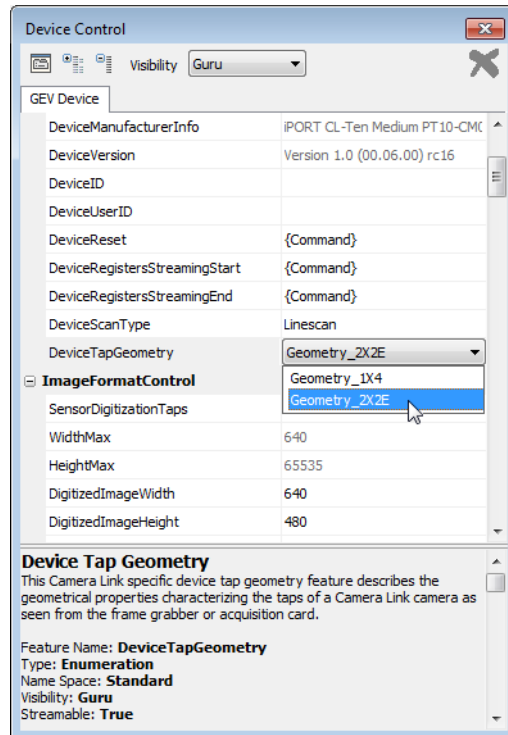 Device Control
Visibility Guru
GEV Device
DeviceManufacturerInfo iPORT CL-Ten Medium PT10-CM
DeviceVersion Version 1.0 (00.06.00) rc16
DeviceID
DeviceUserID
DeviceReset {Command}
DeviceRegistersStreamingStart {Command}
DeviceRegistersStreamingEnd {Command}
DeviceScanType Linescan
DeviceTapGeometry Geometry_2X2E
Geometry_1X4
ImageFormatControl
Geometry_2X2E
SensorDigitizationTaps
WidthMax 640
HeightMax 65535
DigitizedImageWidth 640
DigitizedImageHeight 480
Device Tap Geometry
This Camera Link specific device tap geometry feature describes the
geometrical properties characterizing the taps of a Camera Link camera as
seen from the frame grabber or acquisition card.
Feature Name: DeviceTapGeometry
Type: Enumeration
Name Space: Standard
Visibility: Guru
Streamable: True